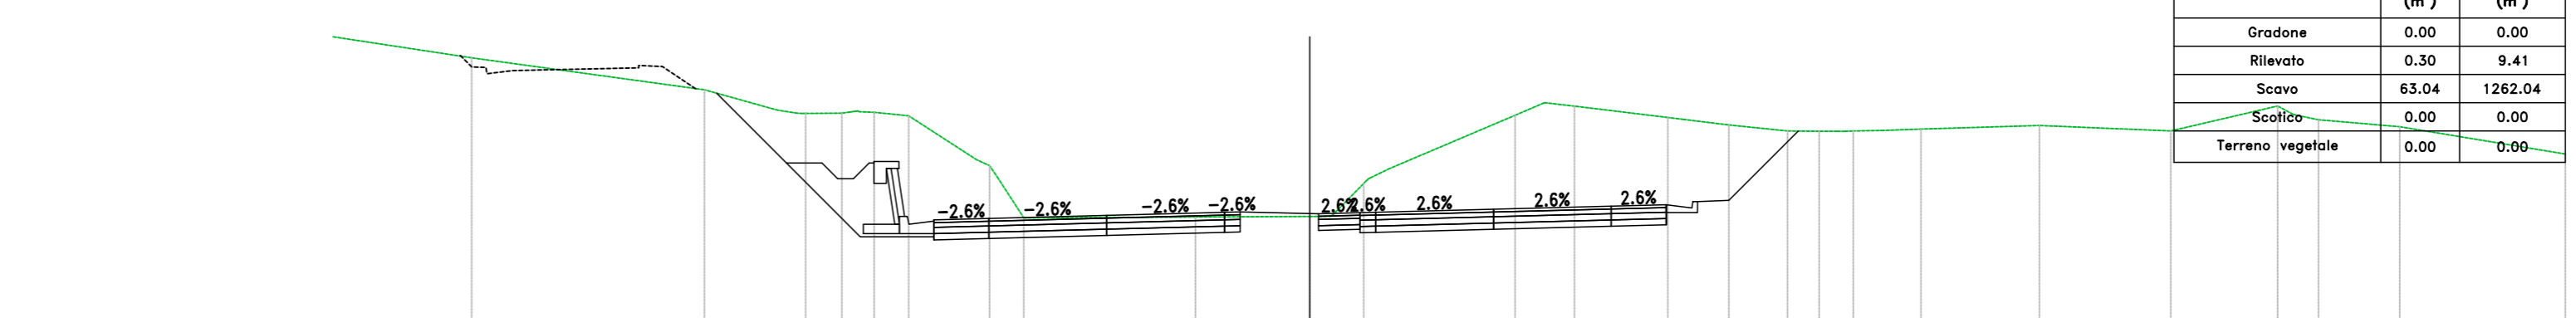 (m²) (m³)
Gradone 0.00 0.00
Rilevato 0.30 9.41
Scavo 63.04 1262.04
Scotico 0.00 0.00
Terreno vegetale 0.00 0.00
-2.6% -2.6% -2.6% -2.6% 2.6% 2.6% 2.6% 2.6% 2.6%